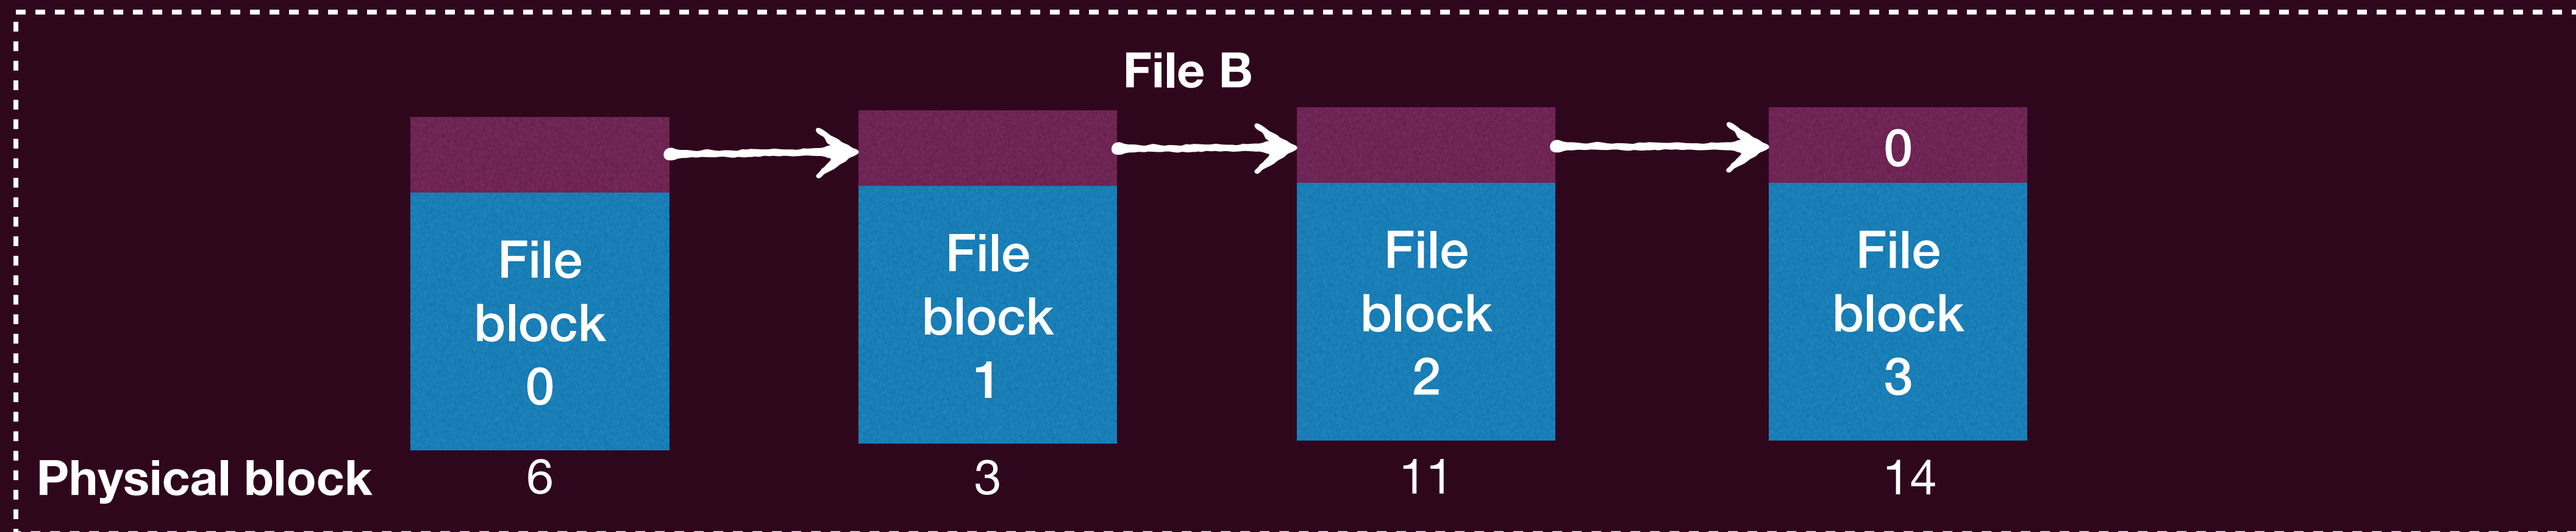 File B
0
File
block
0
File
block
1
File
block
2
File
block
3
Physical block 6 3 11 14